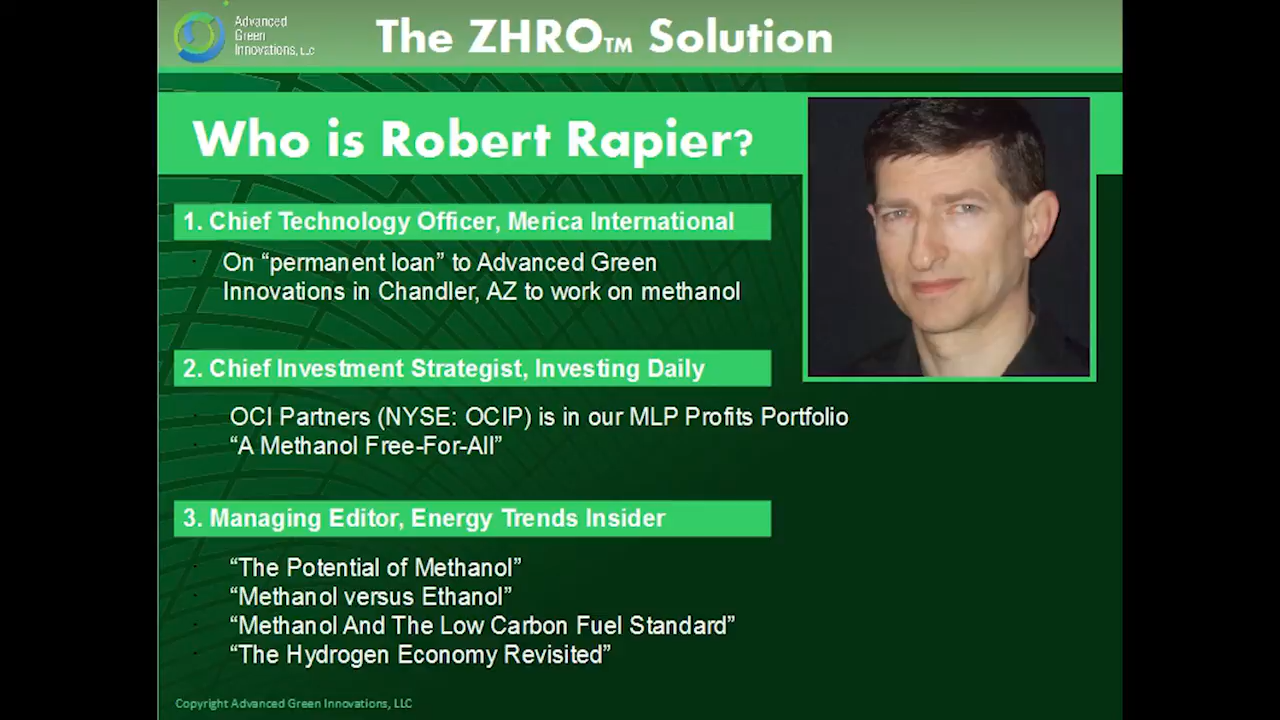 Advanced
Green
Innovations, LLC
The ZHRO™ Solution
Who is Robert Rapier?
1. Chief Technology Officer, Merica International
On “permanent loan” to Advanced Green
Innovations in Chandler, AZ to work on methanol
2. Chief Investment Strategist, Investing Daily
OCI Partners (NYSE: OCIP) is in our MLP Profits Portfolio
“A Methanol Free-For-All”
3. Managing Editor, Energy Trends Insider
“The Potential of Methanol”
“Methanol versus Ethanol”
“Methanol And The Low Carbon Fuel Standard”
“The Hydrogen Economy Revisited”
Copyright Advanced Green Innovations, LLC